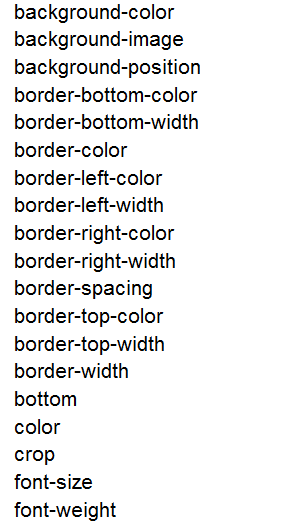 background-color
background-image
background-position
border-bottom-color
border-bottom-width
border-color
border-left-color
border-left-width
border-right-color
border-right-width
border-spacing
border-top-color
border-top-width
border-width
bottom
color
crop
font-size
font-weight